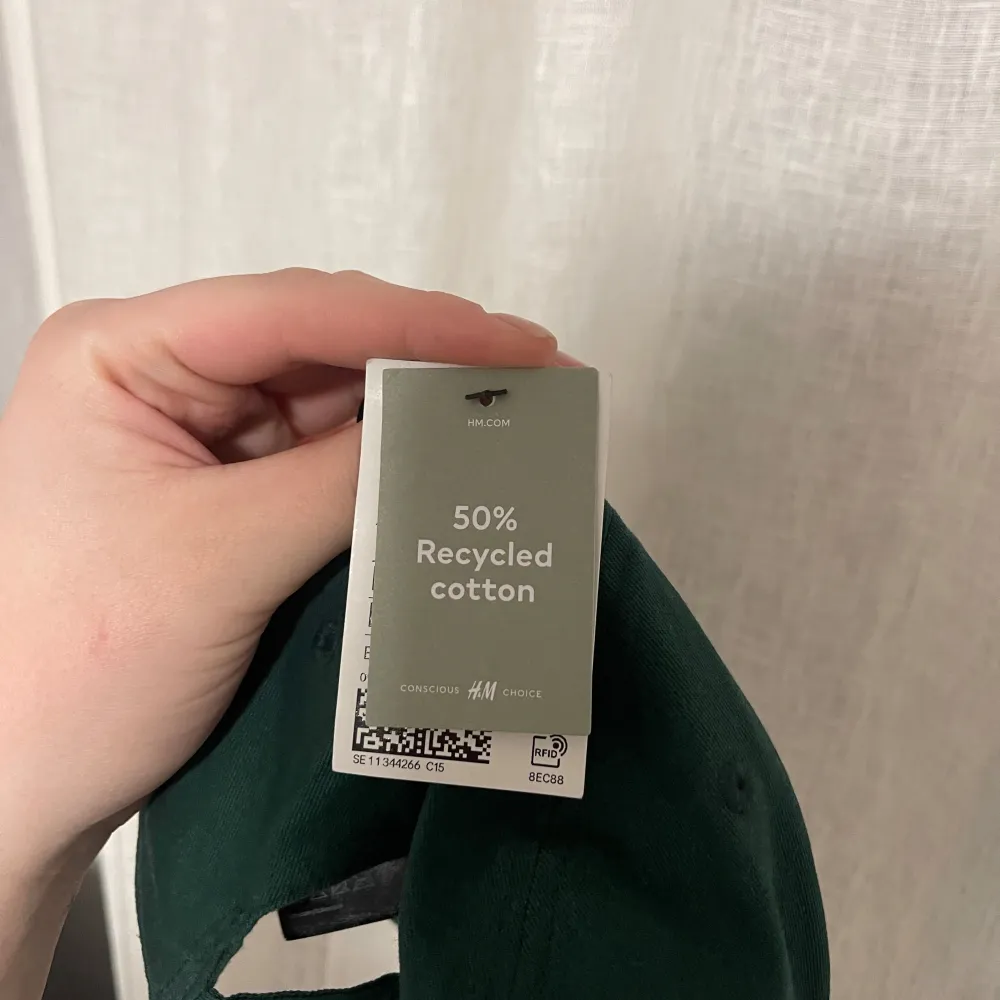 HM.COM
50%
Recycled
cotton
CONSCIOUS H&M CHOICE
SE 11344266 C15
RFID
8EC88